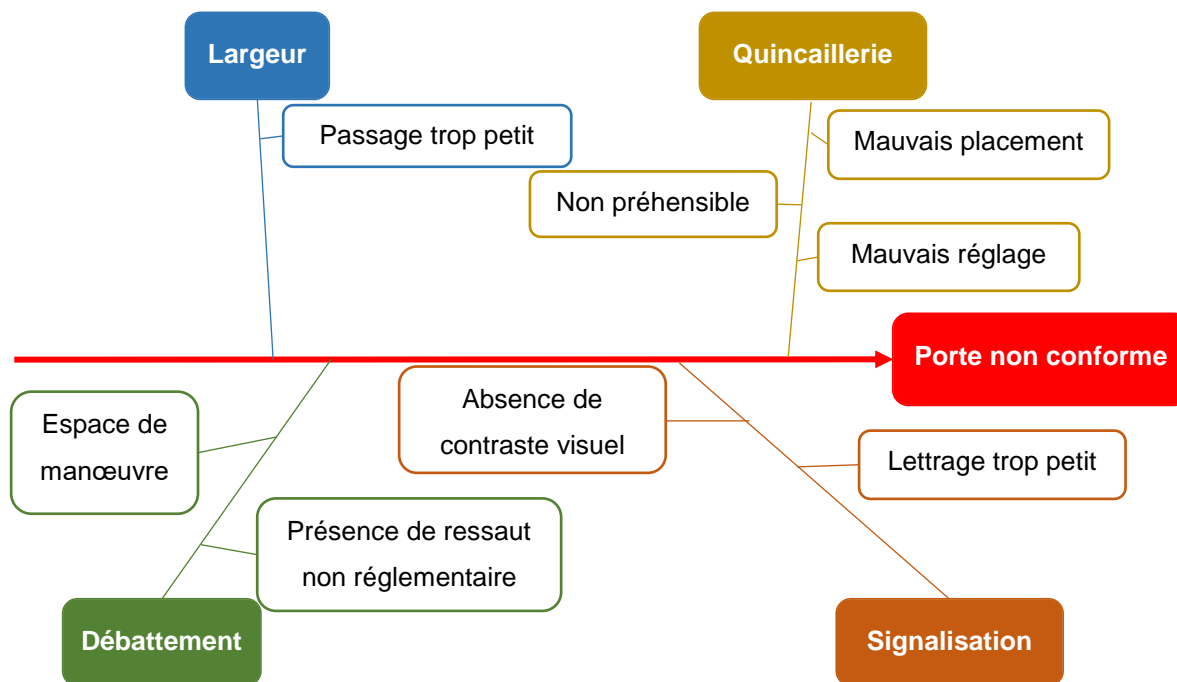 Largeur
Quincaillerie
Passage trop petit
Mauvais placement
Non préhensible
Mauvais réglage
Porte non conforme
Espace de
manœuvre
Absence de
contraste visuel
Lettrage trop petit
Présence de ressaut
non réglementaire
Débattement
Signalisation